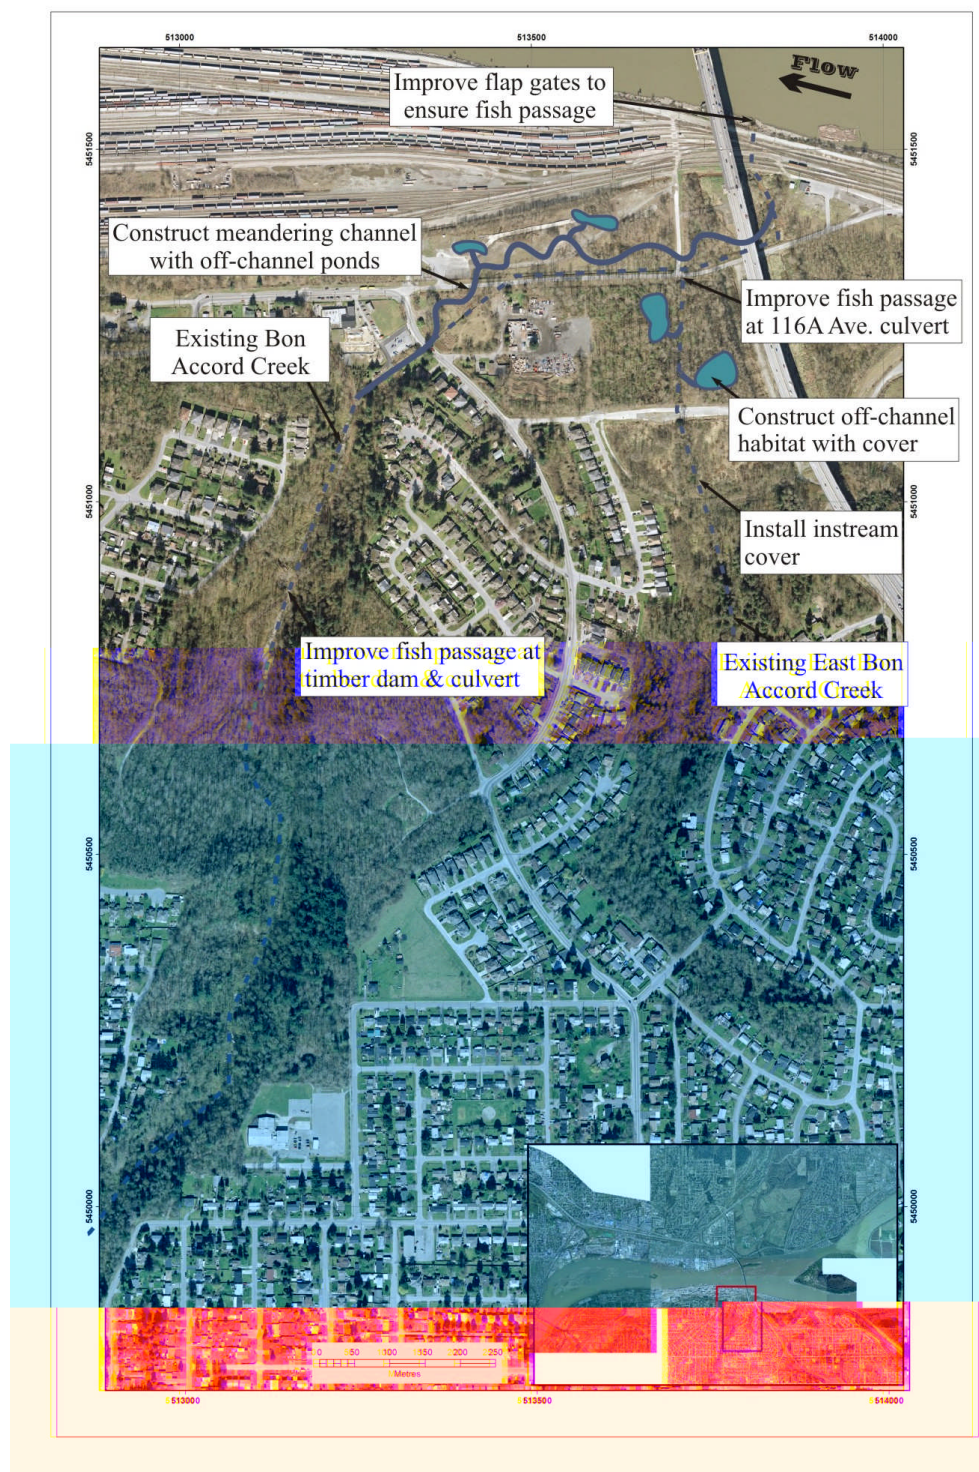 513000
513500
514000
Flow
Improve flap gates to
ensure fish passage
5451500
5451500
Construct meandering channel
with off-channel ponds
Improve fish passage
at 116A Ave. culvert
Existing Bon
Accord Creek
Construct off-channel
habitat with cover
5451000
5451000
Install instream
cover
Improve fish passage at
timber dam & culvert
Existing East Bon
Accord Creek
5450500
5450500
5450000
5450000
0 50 100 150 200 250
Metres
513000
513500
514000